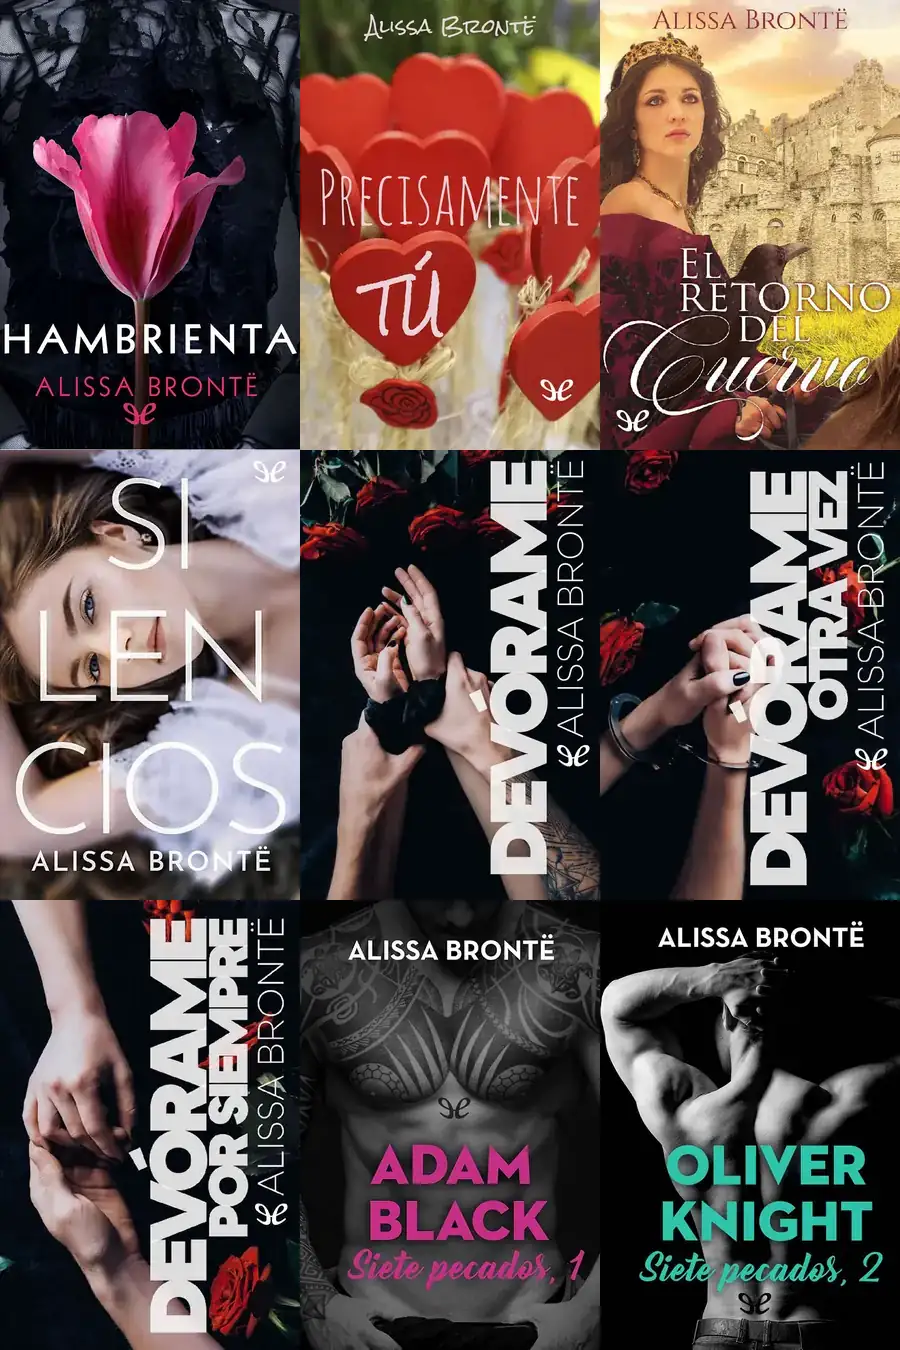 HAMBRIENTA
ALISSA BRONTË
ALISSA BRONTË
PRECISAMENTE
TÚ
ALISSA BRONTË
EL
RETORNO
DEL
Cuervo
SI
LEN
CIOS
ALISSA BRONTË
DEVÓRAME
ALISSA BRONTË
DEVÓRAME
OTRA VEZ
ALISSA BRONTË
DEVÓRAME
POR SIEMPRE
ALISSA BRONTË
ALISSA BRONTË
ADAM
BLACK
Siete pecados, 1
ALISSA BRONTË
OLIVER
KNIGHT
Siete pecados, 2